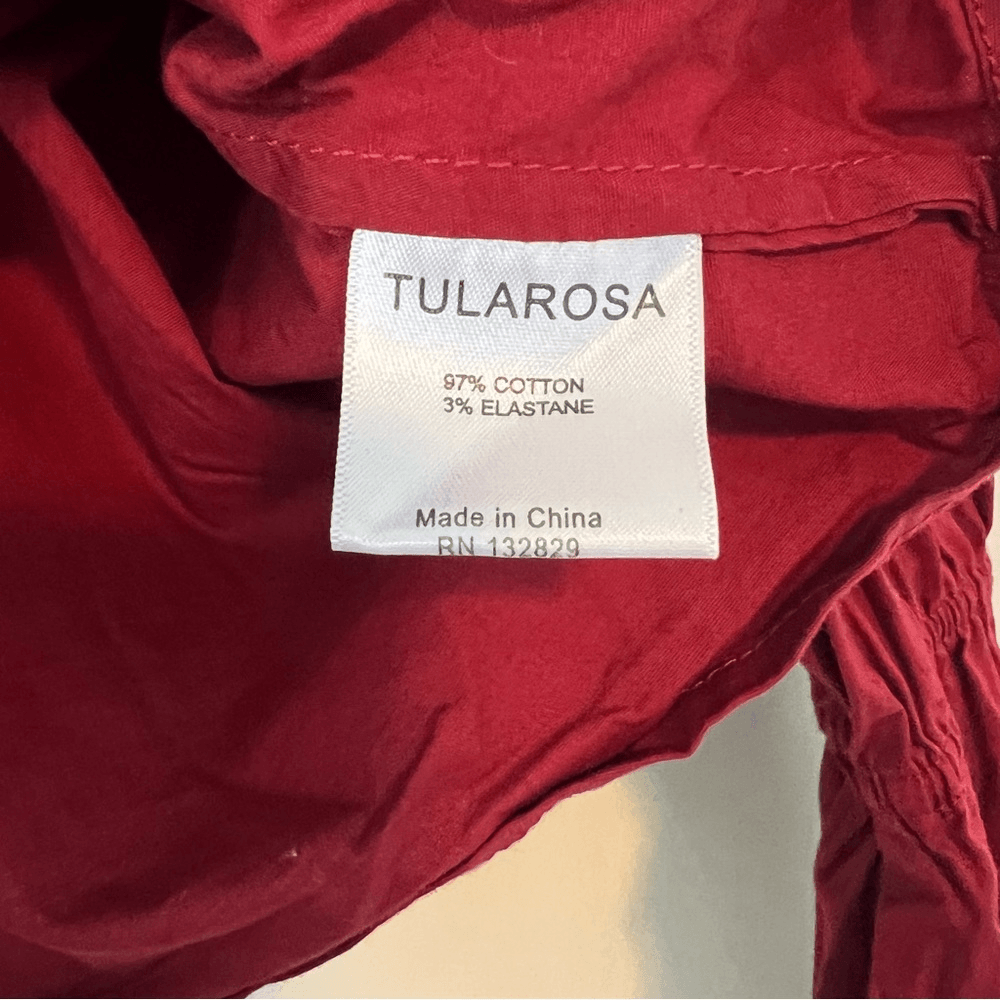 TULAROSA
97% COTTON
3% ELASTANE
Made in China
RN 132829